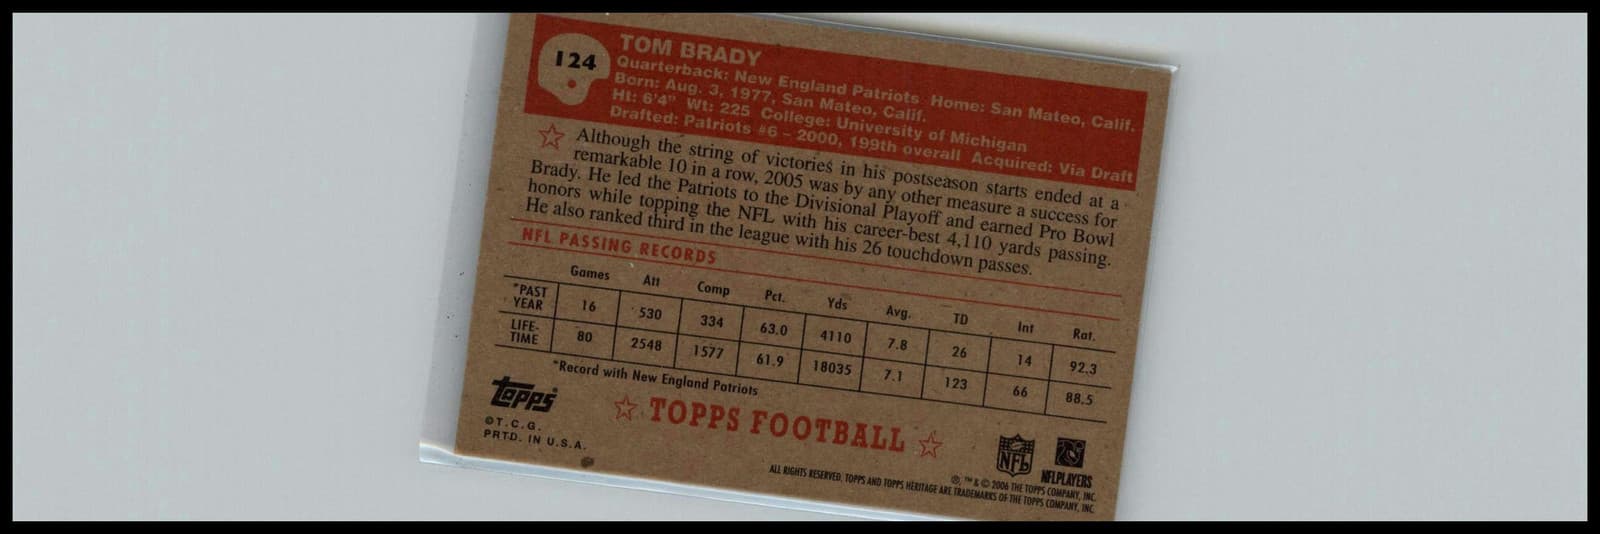 124
TOM BRADY
Quarterback: New England Patriots Home: San Mateo, Calif.
Born: Aug. 3, 1977, San Mateo, Calif.
Ht: 6'4" Wt: 225 College: University of Michigan
Drafted: Patriots #6 – 2000, 199th overall Acquired: Via Draft
Although the string of victories in his postseason starts ended at a
remarkable 10 in a row, 2005 was by any other measure a success for
Brady. He led the Patriots to the Divisional Playoff and earned Pro Bowl
honors while topping the NFL with his career-best 4,110 yards passing.
He also ranked third in the league with his 26 touchdown passes.
NFL PASSING RECORDS
Games Att Comp Pct. Yds Avg. TD Int Rat.
*PAST YEAR 16 530 334 63.0 4110 7.8 26 14 92.3
LIFE-TIME 80 2548 1577 61.9 18035 7.1 123 66 88.5
*Record with New England Patriots
topps
TOPPS FOOTBALL
©T.C.G.
PRTD. IN U.S.A.
NFL
NFLPLAYERS
®, ™ & © 2006 THE TOPPS COMPANY, INC.
ALL RIGHTS RESERVED, TOPPS AND TOPPS HERITAGE ARE TRADEMARKS OF THE TOPPS COMPANY, INC.